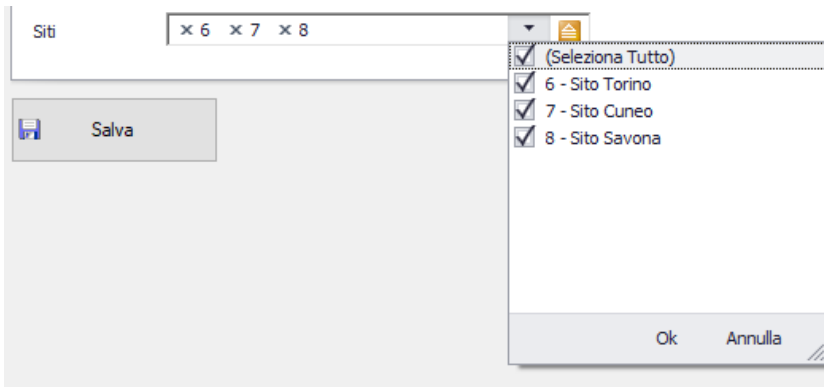 Siti × 6 × 7 × 8
(Seleziona Tutto)
6 - Sito Torino
7 - Sito Cuneo
8 - Sito Savona
Salva
Ok Annulla